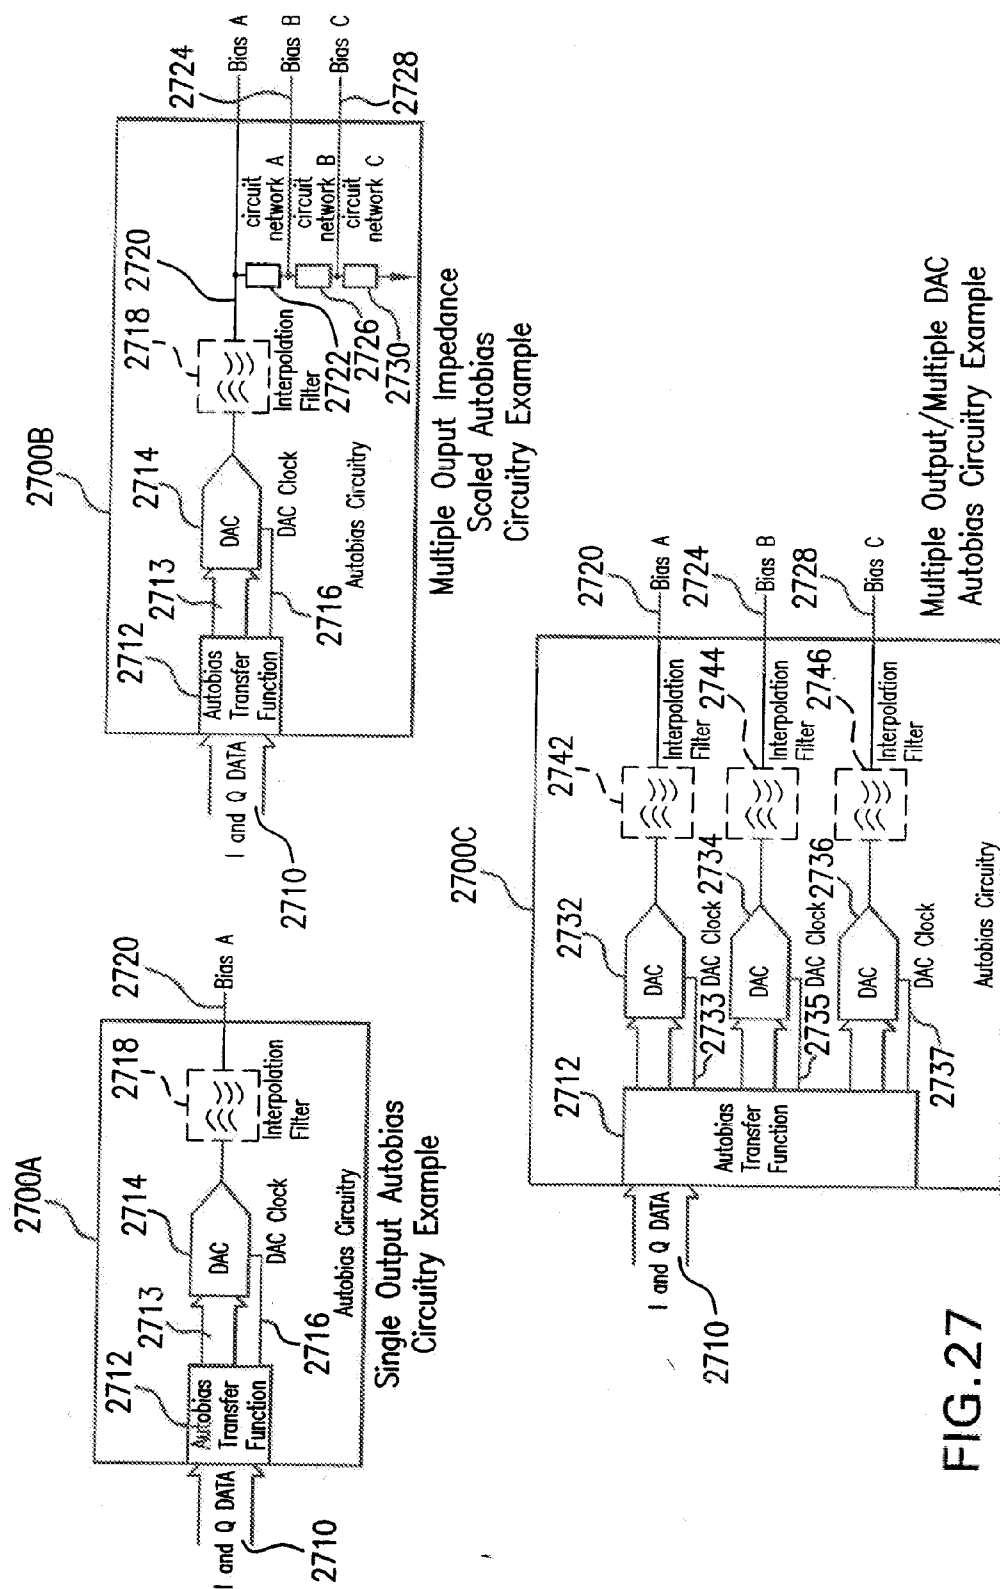 2700A
2712
2713
2714
2718
2720
I and Q DATA
2710
Autobias
Transfer
Function
DAC
DAC Clock
2716
Interpolation
Filter
Bias A
Autobias Circuitry
Single Output Autobias
Circuitry Example
2700B
2712
2713
2714
2718
2720
2724
I and Q DATA
2710
Autobias
Transfer
Function
DAC
DAC Clock
2716
Interpolation
Filter
2722
2726
2730
circuit
network A
circuit
network B
circuit
network C
Bias A
Bias B
Bias C
2728
Autobias Circuitry
Multiple Ouput Impedance
Scaled Autobias
Circuitry Example
2700C
2712
2732
2742
2720
I and Q DATA
2710
Autobias
Transfer
Function
DAC
DAC Clock
2733
Interpolation
Filter
Bias A
2734
2744
2724
DAC
DAC Clock
2735
Interpolation
Filter
Bias B
2736
2746
2728
DAC
DAC Clock
2737
Interpolation
Filter
Bias C
Autobias Circuitry
Multiple Output/Multiple DAC
Autobias Circuitry Example
FIG.27